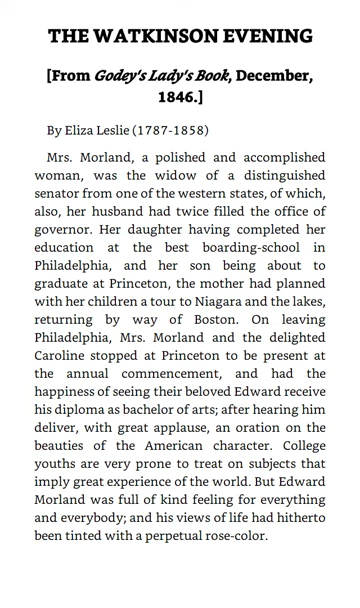 THE WATKINSON EVENING
[From Godey's Lady's Book, December,
1846.]
By Eliza Leslie (1787-1858)
Mrs. Morland, a polished and accomplished
woman, was the widow of a distinguished
senator from one of the western states, of which,
also, her husband had twice filled the office of
governor. Her daughter having completed her
education at the best boarding-school in
Philadelphia, and her son being about to
graduate at Princeton, the mother had planned
with her children a tour to Niagara and the lakes,
returning by way of Boston. On leaving
Philadelphia, Mrs. Morland and the delighted
Caroline stopped at Princeton to be present at
the annual commencement, and had the
happiness of seeing their beloved Edward receive
his diploma as bachelor of arts; after hearing him
deliver, with great applause, an oration on the
beauties of the American character. College
youths are very prone to treat on subjects that
imply great experience of the world. But Edward
Morland was full of kind feeling for everything
and everybody; and his views of life had hitherto
been tinted with a perpetual rose-color.